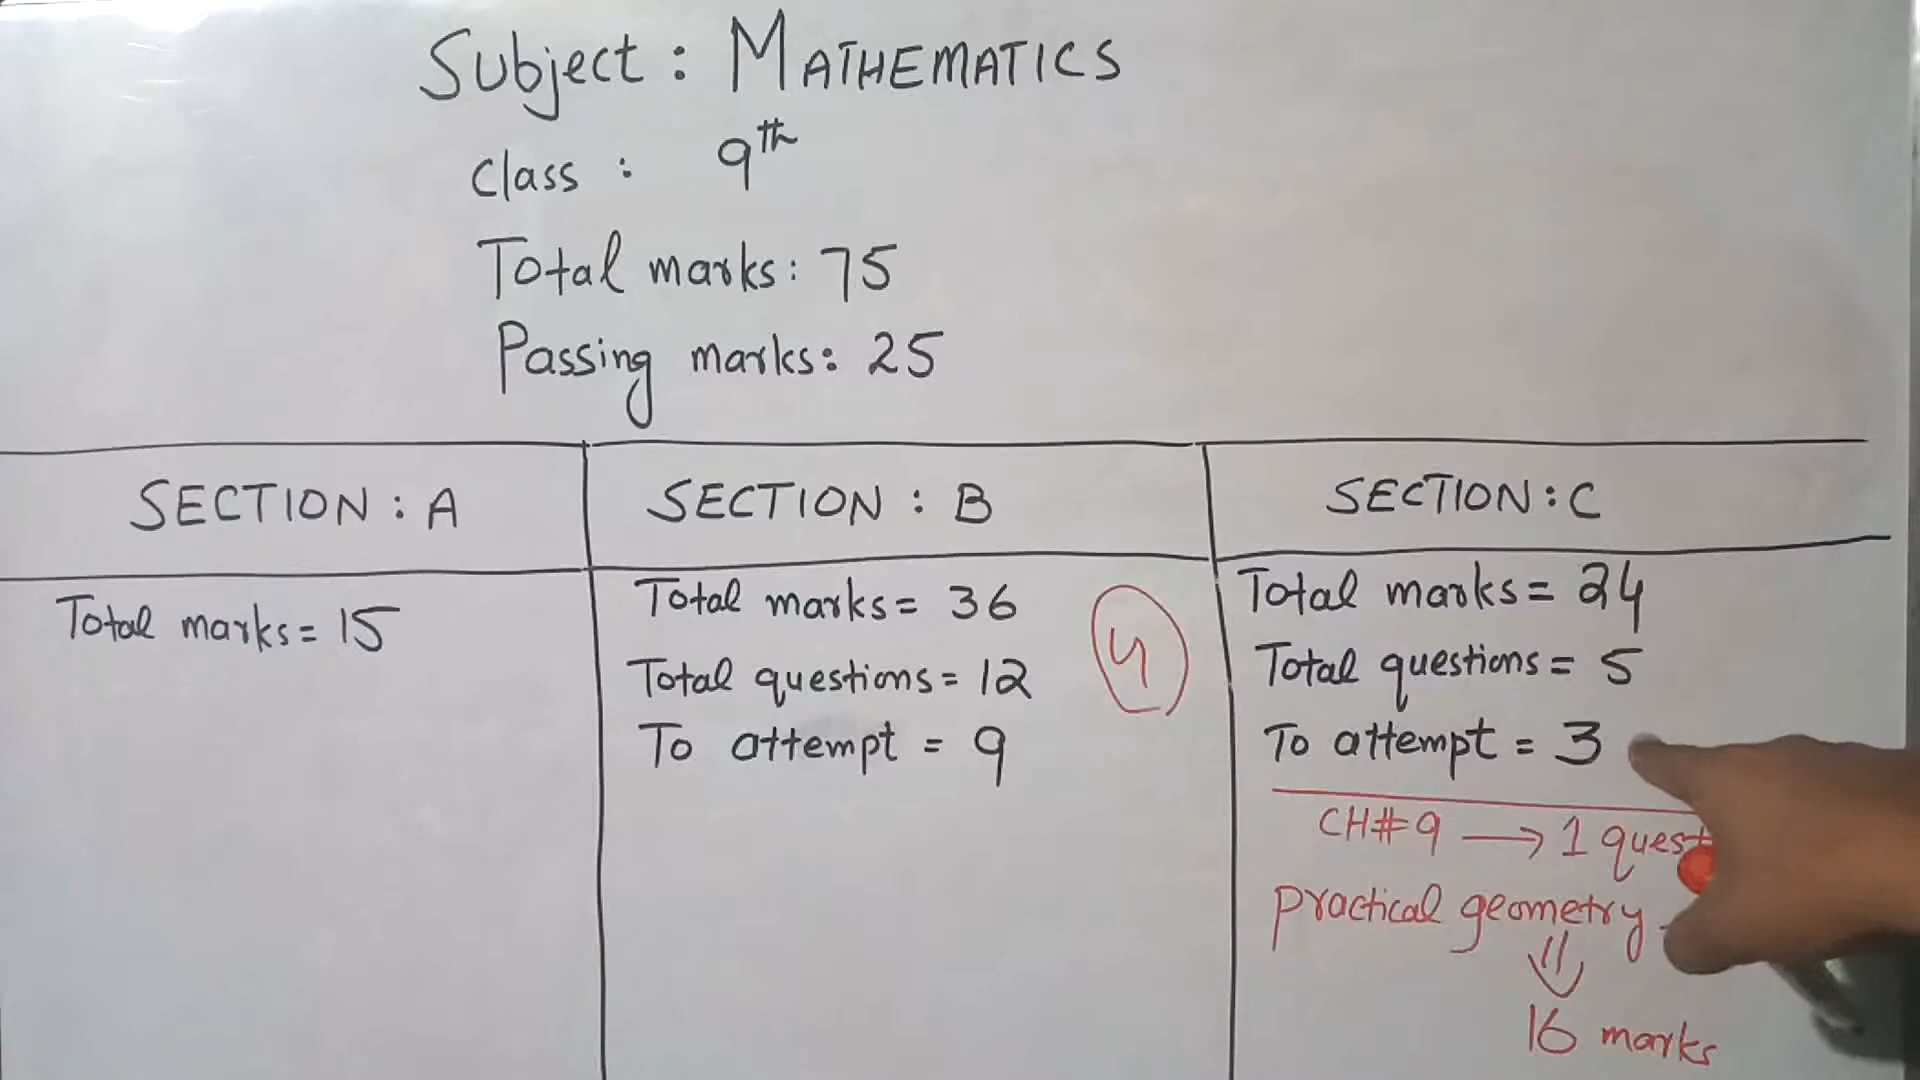 Subject : MATHEMATICS
class : 9th
Total marks: 75
Passing marks: 25
SECTION : A
Total marks = 15
SECTION : B
Total marks = 36
Total questions = 12
To attempt = 9
4
SECTION : C
Total marks = 24
Total questions = 5
To attempt = 3
CH#9 → 1 quest
Practical geometry
⇓
16 marks